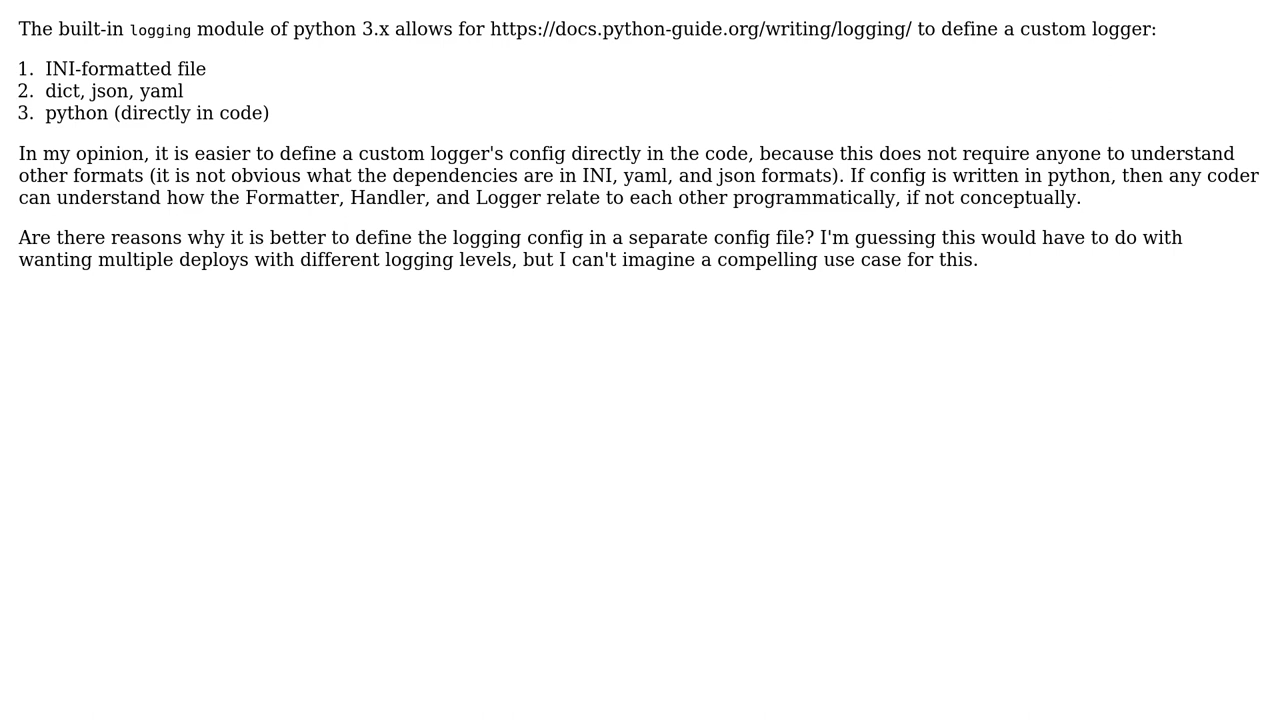 The built-in logging module of python 3.x allows for https://docs.python-guide.org/writing/logging/ to define a custom logger:
1. INI-formatted file
2. dict, json, yaml
3. python (directly in code)
In my opinion, it is easier to define a custom logger's config directly in the code, because this does not require anyone to understand
other formats (it is not obvious what the dependencies are in INI, yaml, and json formats). If config is written in python, then any coder
can understand how the Formatter, Handler, and Logger relate to each other programmatically, if not conceptually.
Are there reasons why it is better to define the logging config in a separate config file? I'm guessing this would have to do with
wanting multiple deploys with different logging levels, but I can't imagine a compelling use case for this.